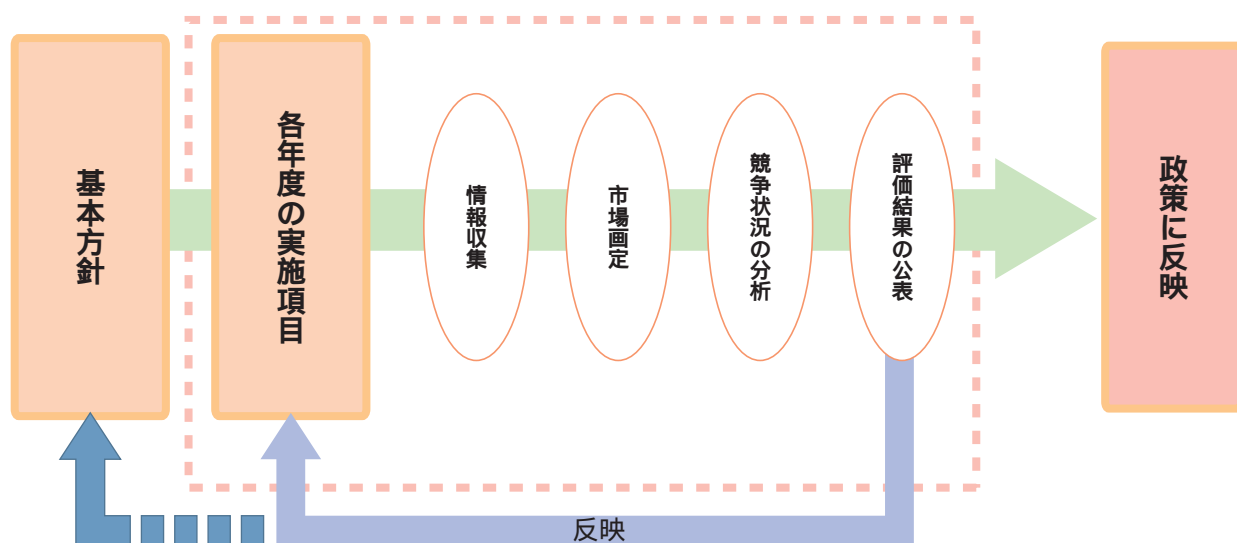 基本方針
各年度の実施項目
情報収集
市場画定
競争状況の分析
評価結果の公表
政策に反映
反映